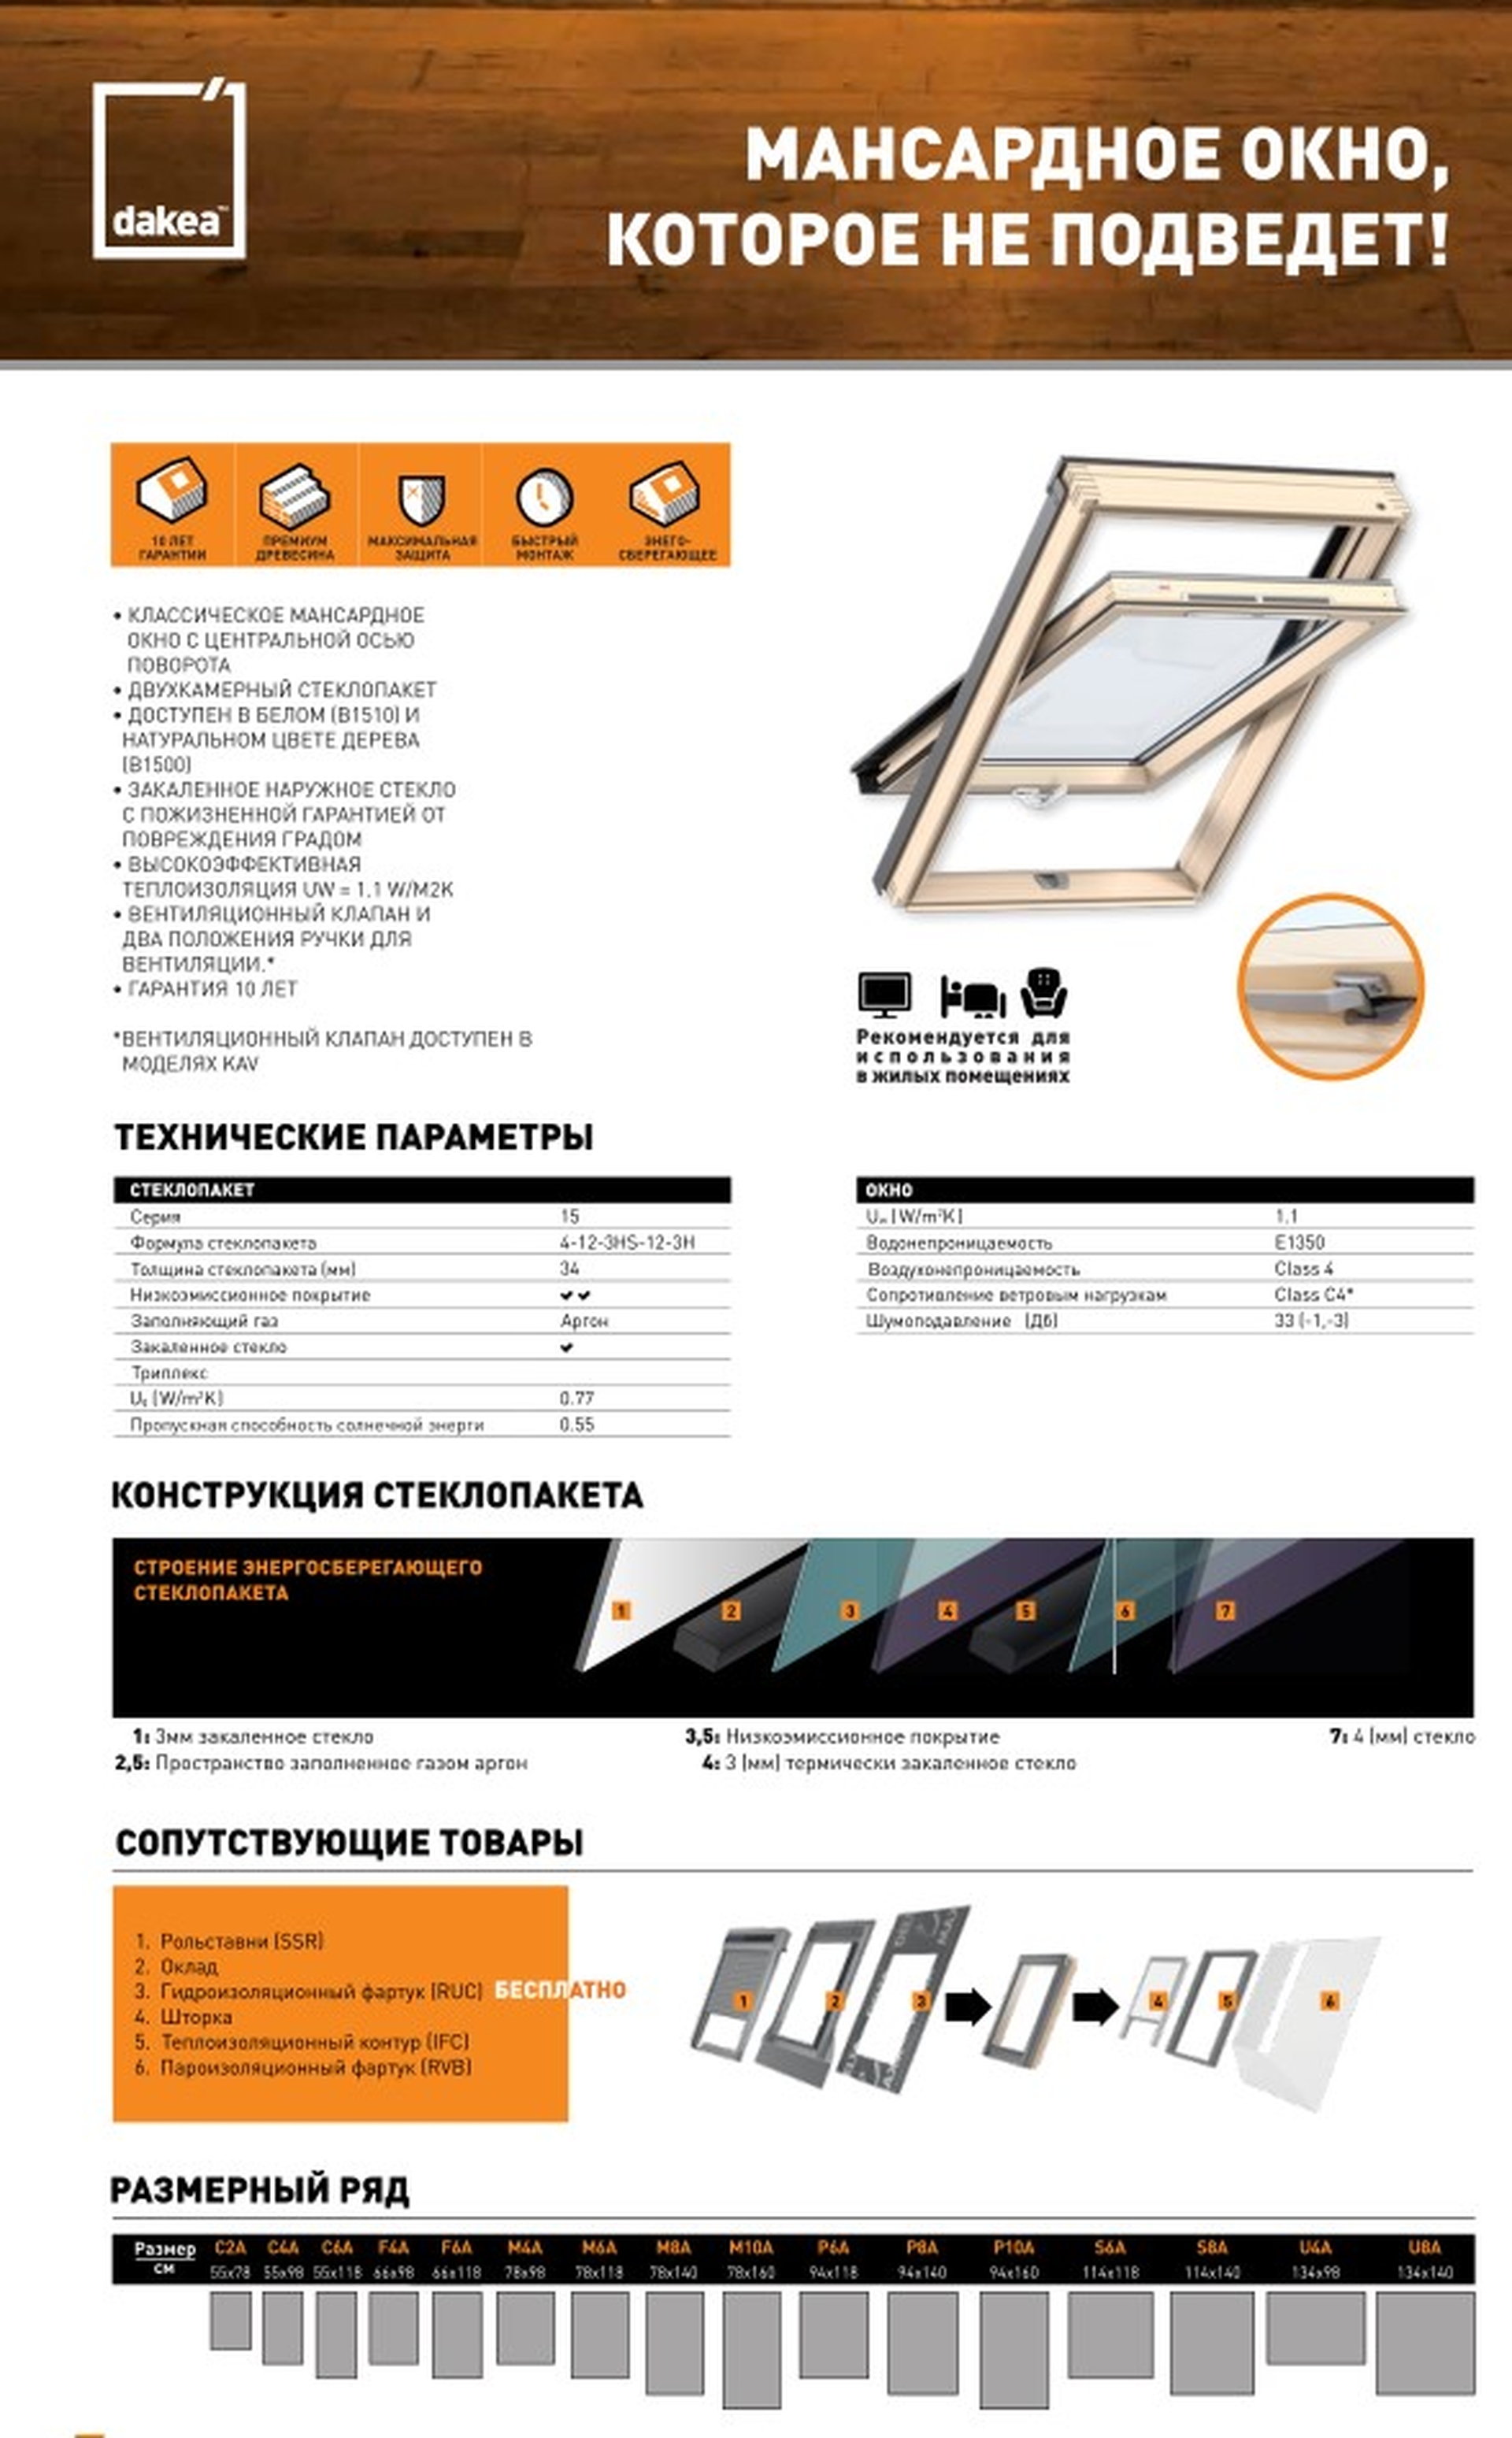 dakea™
МАНСАРДНОЕ ОКНО,
КОТОРОЕ НЕ ПОДВЕДЕТ!
10 ЛЕТ
ГАРАНТИИ
ПРЕМИУМ
ДРЕВЕСИНА
МАКСИМАЛЬНАЯ
ЗАЩИТА
БЫСТРЫЙ
МОНТАЖ
ЭНЕГО-
СБЕРЕГАЮЩЕЕ
• КЛАССИЧЕСКОЕ МАНСАРДНОЕ
ОКНО С ЦЕНТРАЛЬНОЙ ОСЬЮ
ПОВОРОТА
• ДВУХКАМЕРНЫЙ СТЕКЛОПАКЕТ
• ДОСТУПЕН В БЕЛОМ (B1510) И
НАТУРАЛЬНОМ ЦВЕТЕ ДЕРЕВА
(B1500)
• ЗАКАЛЕННОЕ НАРУЖНОЕ СТЕКЛО
С ПОЖИЗНЕННОЙ ГАРАНТИЕЙ ОТ
ПОВРЕЖДЕНИЯ ГРАДОМ
• ВЫСОКОЭФФЕКТИВНАЯ
ТЕПЛОИЗОЛЯЦИЯ UW = 1.1 W/M2K
• ВЕНТИЛЯЦИОННЫЙ КЛАПАН И
ДВА ПОЛОЖЕНИЯ РУЧКИ ДЛЯ
ВЕНТИЛЯЦИИ.*
• ГАРАНТИЯ 10 ЛЕТ
*ВЕНТИЛЯЦИОННЫЙ КЛАПАН ДОСТУПЕН В
МОДЕЛЯХ KAV
Рекомендуется для
использования
в жилых помещениях
ТЕХНИЧЕСКИЕ ПАРАМЕТРЫ
СТЕКЛОПАКЕТ
Серия 15
Формула стеклопакета 4-12-3HS-12-3H
Толщина стеклопакета (мм) 34
Низкоэмиссионное покрытие ✔✔
Заполняющий газ Аргон
Закаленное стекло ✔
Триплекс
Ug (W/m²K) 0.77
Пропускная способность солнечной энерги 0.55
ОКНО
Uw (W/m²K) 1.1
Водонепроницаемость E1350
Воздухонепроницаемость Class 4
Сопротивление ветровым нагрузкам Class C4*
Шумоподавление (Дб) 33 (-1,-3)
КОНСТРУКЦИЯ СТЕКЛОПАКЕТА
СТРОЕНИЕ ЭНЕРГОСБЕРЕГАЮЩЕГО
СТЕКЛОПАКЕТА
1 2 3 4 5 6 7
1: 3мм закаленное стекло
2,5: Пространство заполненное газом аргон
3,5: Низкоэмиссионное покрытие
4: 3 (мм) термически закаленное стекло
7: 4 (мм) стекло
СОПУТСТВУЮЩИЕ ТОВАРЫ
1. Рольставни (SSR)
2. Оклад
3. Гидроизоляционный фартук (RUC) БЕСПЛАТНО
4. Шторка
5. Теплоизоляционный контур (IFC)
6. Пароизоляционный фартук (RVB)
1 2 3 4 5 6
РАЗМЕРНЫЙ РЯД
Размер C2A C4A C6A F4A F6A M4A M6A M8A M10A P6A P8A P10A S6A S8A U4A U8A
см 55x78 55x98 55x118 66x98 66x118 78x98 78x118 78x140 78x160 94x118 94x140 94x160 114x118 114x140 134x98 134x140